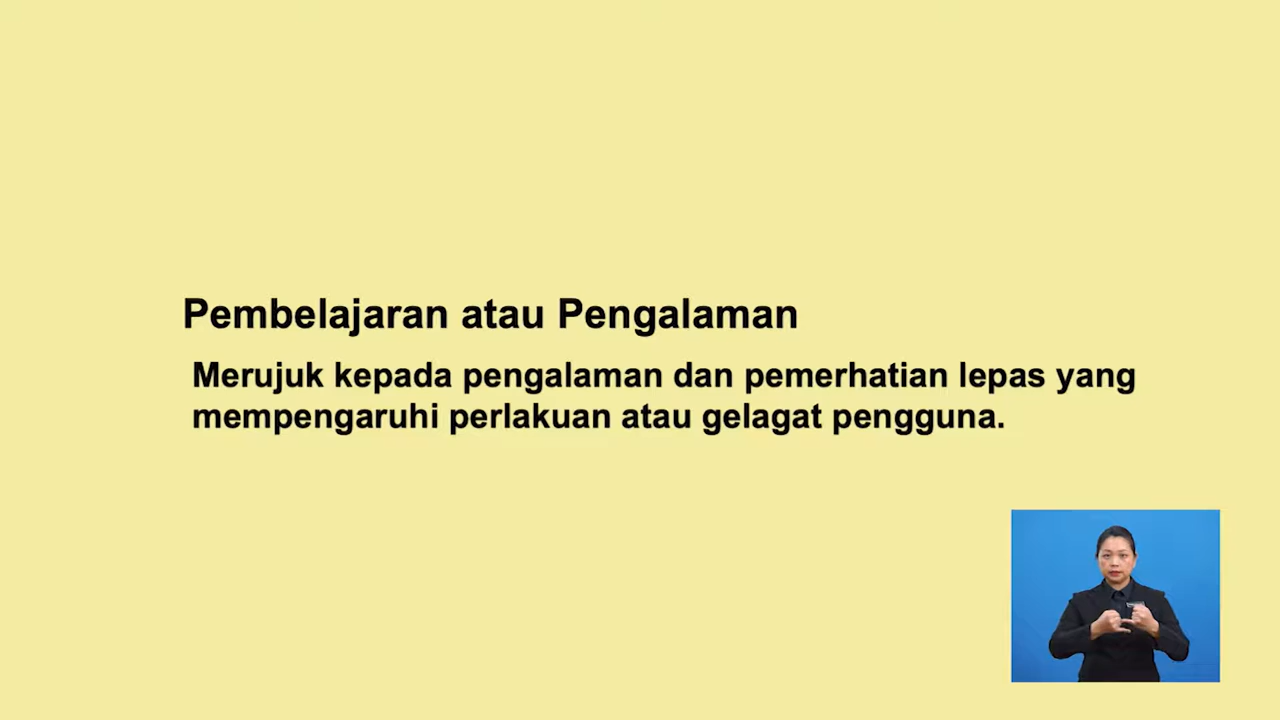 Pembelajaran atau Pengalaman
Merujuk kepada pengalaman dan pemerhatian lepas yang
mempengaruhi perlakuan atau gelagat pengguna.